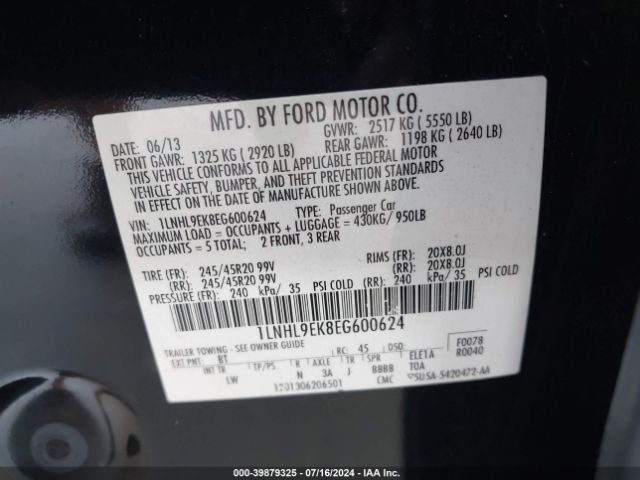 MFD. BY FORD MOTOR CO.
DATE: 06/13 GVWR: 2517 KG ( 5550 LB)
FRONT GAWR: 1325 KG ( 2920 LB) REAR GAWR: 1198 KG ( 2640 LB)
THIS VEHICLE CONFORMS TO ALL APPLICABLE FEDERAL MOTOR
VEHICLE SAFETY, BUMPER, AND THEFT PREVENTION STANDARDS
IN EFFECT ON THE DATE OF MANUFACTURE SHOWN ABOVE.
VIN: 1LNHL9EK8EG600624 TYPE: Passenger Car
MAXIMUM LOAD = OCCUPANTS + LUGGAGE = 430KG/ 950LB
OCCUPANTS = 5 TOTAL; 2 FRONT, 3 REAR
TIRE (FR): 245/45R20 99V RIMS (FR): 20X8.0J
(RR): 245/45R20 99V (RR): 20X8.0J
PRESSURE (FR): 240 kPa/ 35 PSI COLD (RR): 240 kPa/ 35 PSI COLD
1LNHL9EK8EG600624
TRAILER TOWING - SEE OWNER GUIDE F0078
EXT PNT: BT RC: 45 DSO: R0040
INT TR TP/PS R AXLE TR SPR ELE1A
LW N 3A J BBBB TOA
1201306206501 CMC 5U5A-5420472-AA
© COPART-39879325 | 07/16/2024 | IAA Inc.